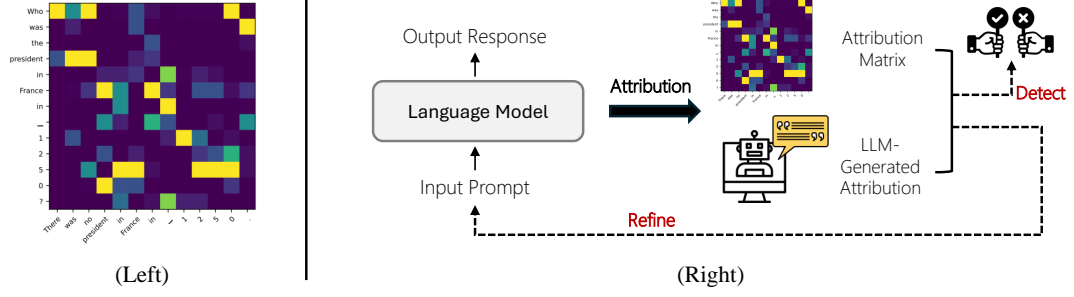 Who
was
the
president
in
France
in
_
1
2
5
0
?
There
was
no
president
in
France
in
_
1
2
5
0
.
(Left)
Output Response
Language Model
Input Prompt
Attribution
Attribution
Matrix
LLM-
Generated
Attribution
Detect
Refine
(Right)